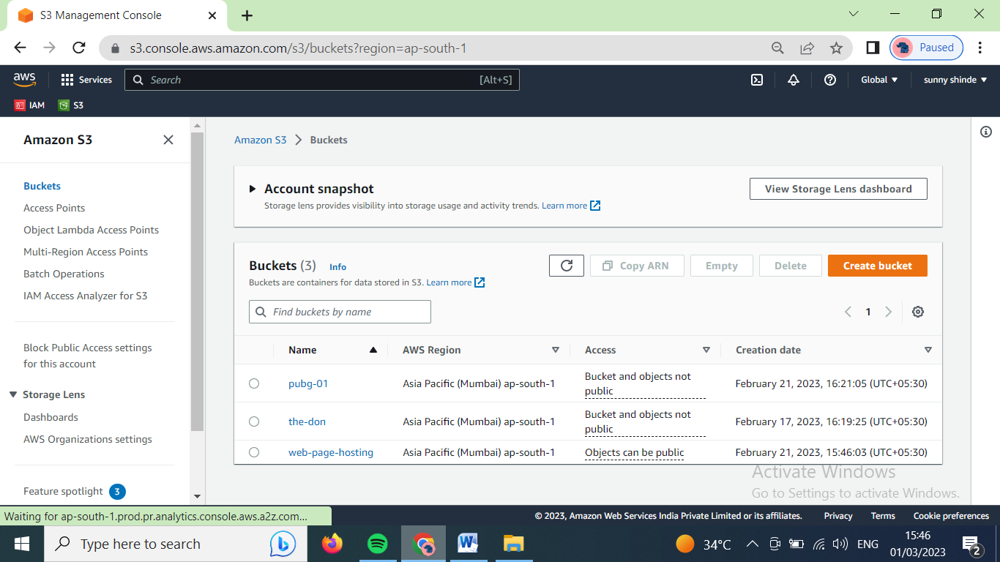 S3 Management Console
s3.console.aws.amazon.com/s3/buckets?region=ap-south-1
Paused
aws
Services
Search
[Alt+S]
Global
sunny shinde
IAM
S3
Amazon S3
Buckets
Access Points
Object Lambda Access Points
Multi-Region Access Points
Batch Operations
IAM Access Analyzer for S3
Block Public Access settings
for this account
Storage Lens
Dashboards
AWS Organizations settings
Feature spotlight 3
Amazon S3 > Buckets
Account snapshot
Storage lens provides visibility into storage usage and activity trends. Learn more
View Storage Lens dashboard
Buckets (3) Info
Buckets are containers for data stored in S3. Learn more
Copy ARN
Empty
Delete
Create bucket
Find buckets by name
1
Name AWS Region Access Creation date
pubg-01 Asia Pacific (Mumbai) ap-south-1 Bucket and objects not public February 21, 2023, 16:21:05 (UTC+05:30)
the-don Asia Pacific (Mumbai) ap-south-1 Bucket and objects not public February 17, 2023, 16:19:25 (UTC+05:30)
web-page-hosting Asia Pacific (Mumbai) ap-south-1 Objects can be public February 21, 2023, 15:46:03 (UTC+05:30)
Activate Windows
Go to Settings to activate Windows.
Waiting for ap-south-1.prod.pr.analytics.console.aws.a2z.com...
© 2023, Amazon Web Services India Private Limited or its affiliates.
Privacy
Terms
Cookie preferences
Type here to search
34°C
ENG
15:46
01/03/2023
2